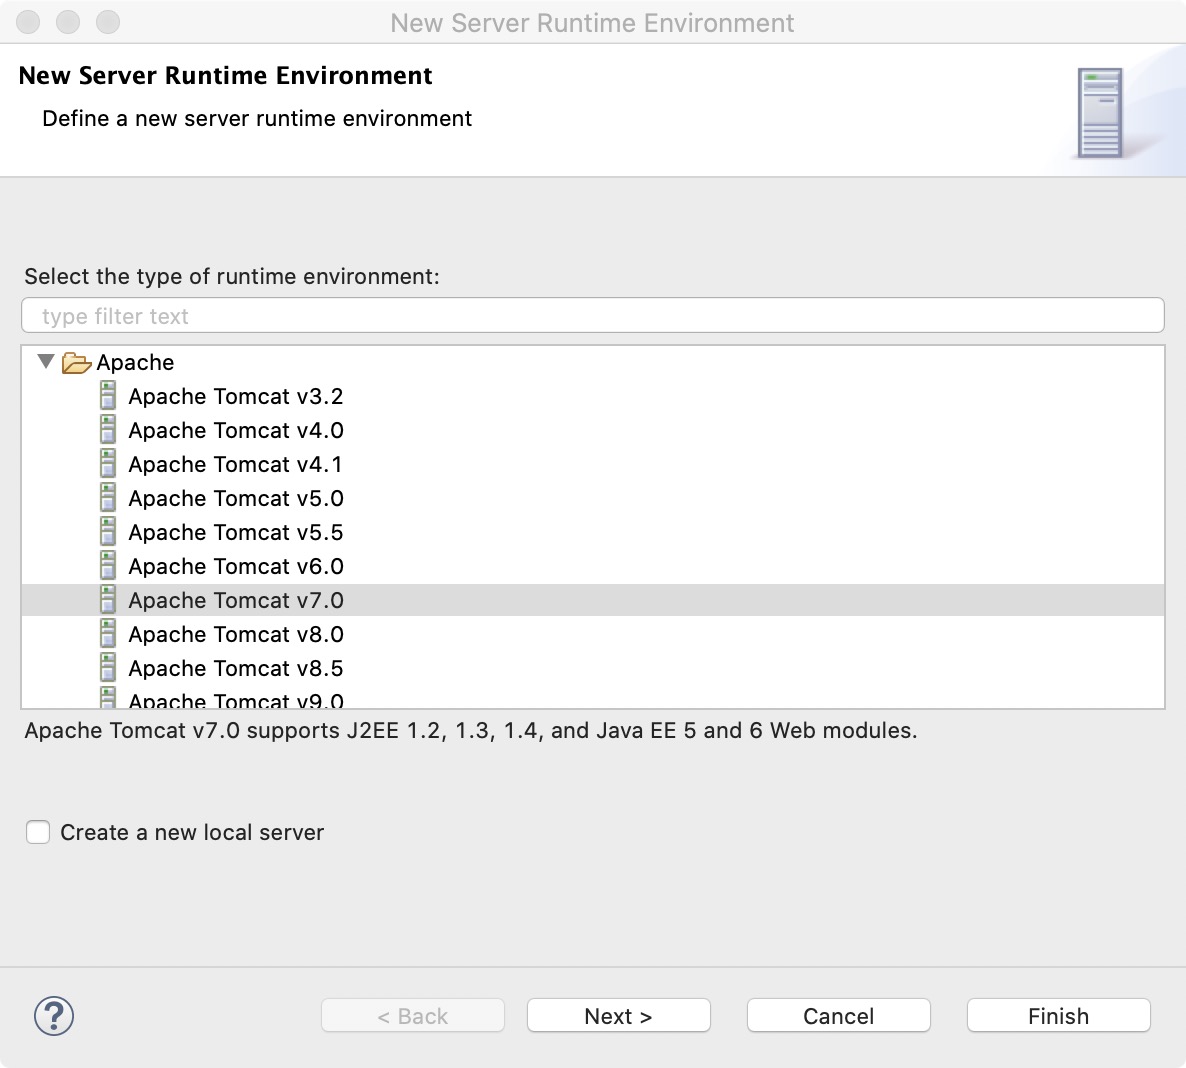 New Server Runtime Environment
New Server Runtime Environment
Define a new server runtime environment
Select the type of runtime environment:
type filter text
Apache
Apache Tomcat v3.2
Apache Tomcat v4.0
Apache Tomcat v4.1
Apache Tomcat v5.0
Apache Tomcat v5.5
Apache Tomcat v6.0
Apache Tomcat v7.0
Apache Tomcat v8.0
Apache Tomcat v8.5
Apache Tomcat v9.0
Apache Tomcat v7.0 supports J2EE 1.2, 1.3, 1.4, and Java EE 5 and 6 Web modules.
Create a new local server
? < Back Next > Cancel Finish